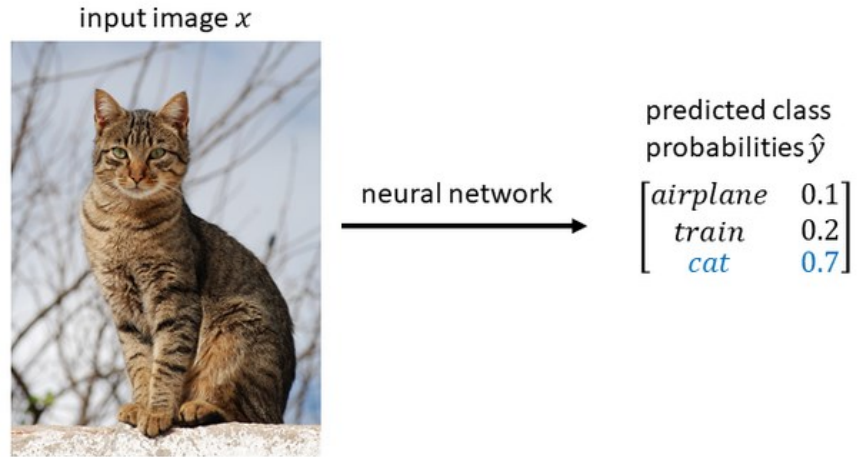 input image x
neural network
predicted class
probabilities ŷ
airplane 0.1
train 0.2
cat 0.7